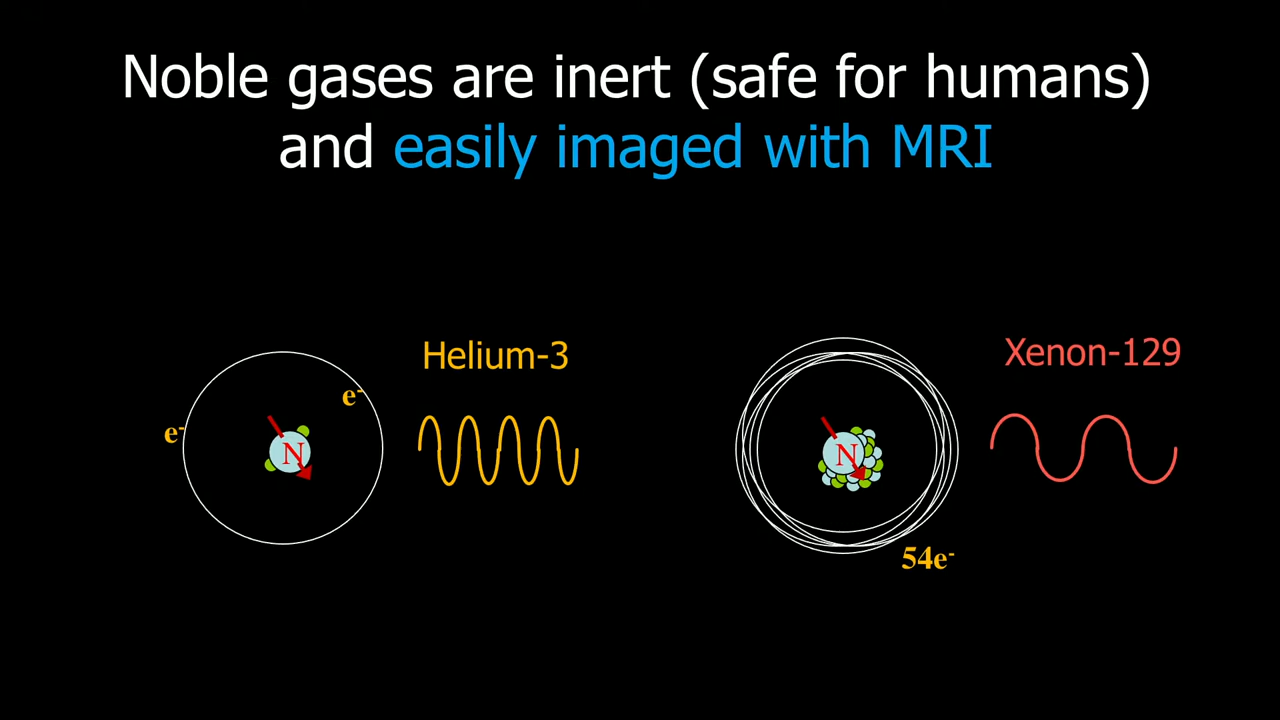 Noble gases are inert (safe for humans)
and easily imaged with MRI
Helium-3
e-
e-
N
Xenon-129
N
54e-